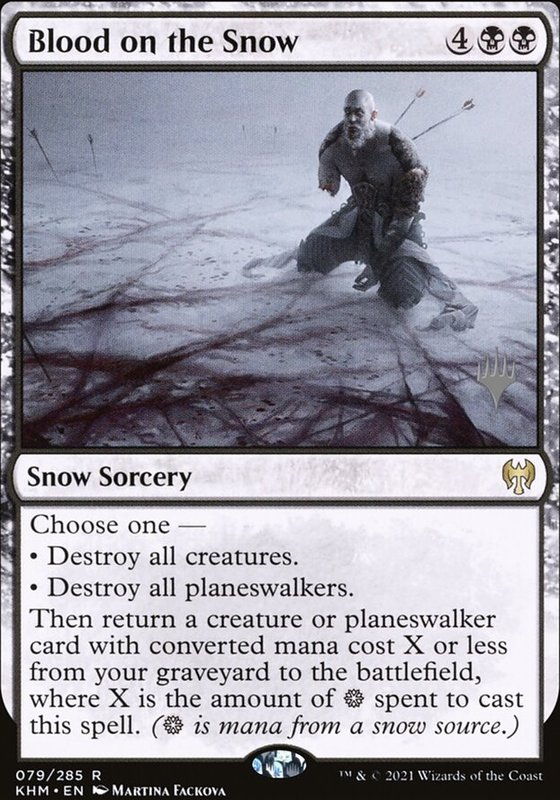 Blood on the Snow 4
Snow Sorcery
Choose one —
• Destroy all creatures.
• Destroy all planeswalkers.
Then return a creature or planeswalker
card with converted mana cost X or less
from your graveyard to the battlefield,
where X is the amount of spent to cast
this spell. ( is mana from a snow source.)
079/285 R
KHM • EN Martina Fackova
™ & © 2021 Wizards of the Coast